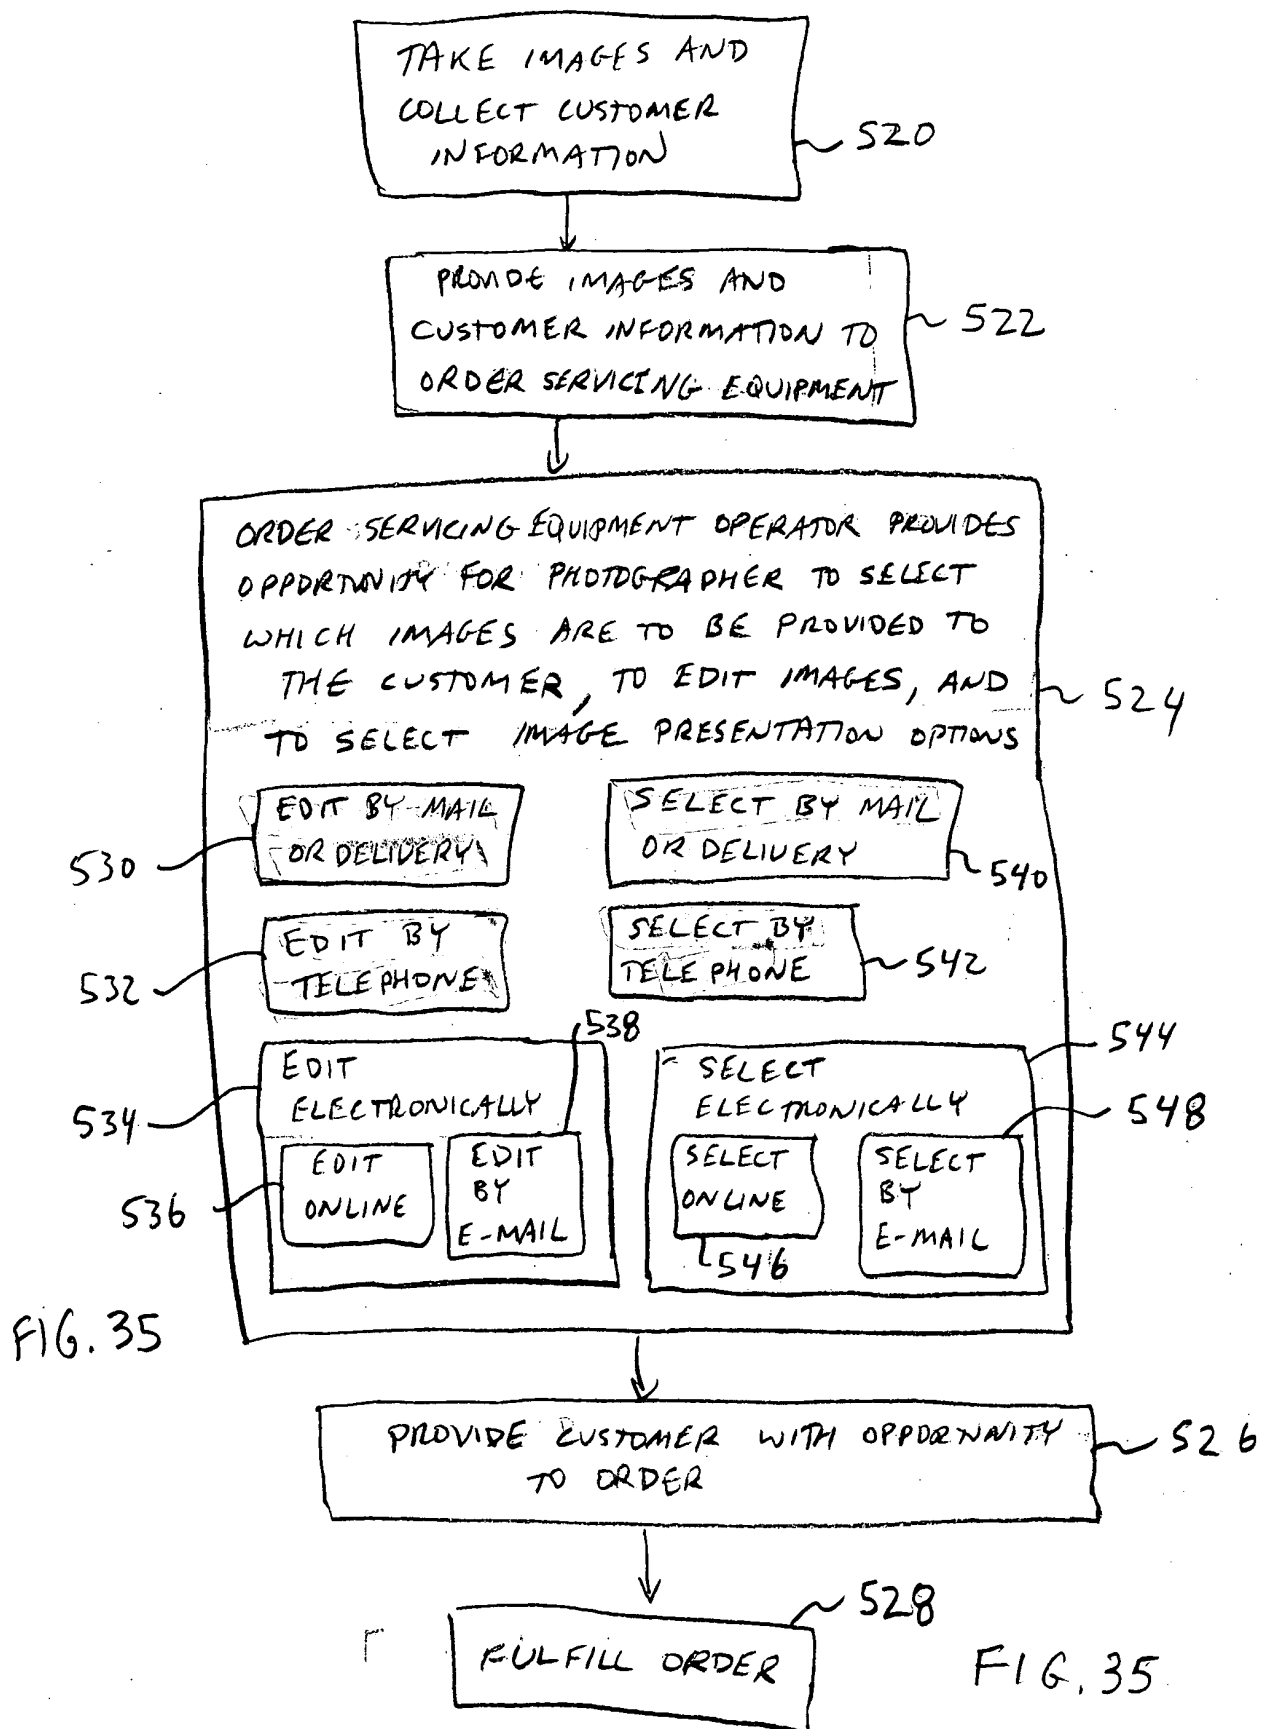 TAKE IMAGES AND
COLLECT CUSTOMER
INFORMATION
520
PROVIDE IMAGES AND
CUSTOMER INFORMATION TO
ORDER SERVICING EQUIPMENT
522
ORDER SERVICING EQUIPMENT OPERATOR PROVIDES
OPPORTUNITY FOR PHOTOGRAPHER TO SELECT
WHICH IMAGES ARE TO BE PROVIDED TO
THE CUSTOMER, TO EDIT IMAGES, AND
TO SELECT IMAGE PRESENTATION OPTIONS
524
EDIT BY MAIL
OR DELIVERY
530
SELECT BY MAIL
OR DELIVERY
540
EDIT BY
TELEPHONE
532
SELECT BY
TELEPHONE
542
EDIT
ELECTRONICALLY
534
538
EDIT
ONLINE
536
EDIT
BY
E-MAIL
SELECT
ELECTRONICALLY
544
548
SELECT
ONLINE
546
SELECT
BY
E-MAIL
FIG. 35
PROVIDE CUSTOMER WITH OPPORTUNITY
TO ORDER
526
528
FULFILL ORDER
FIG. 35